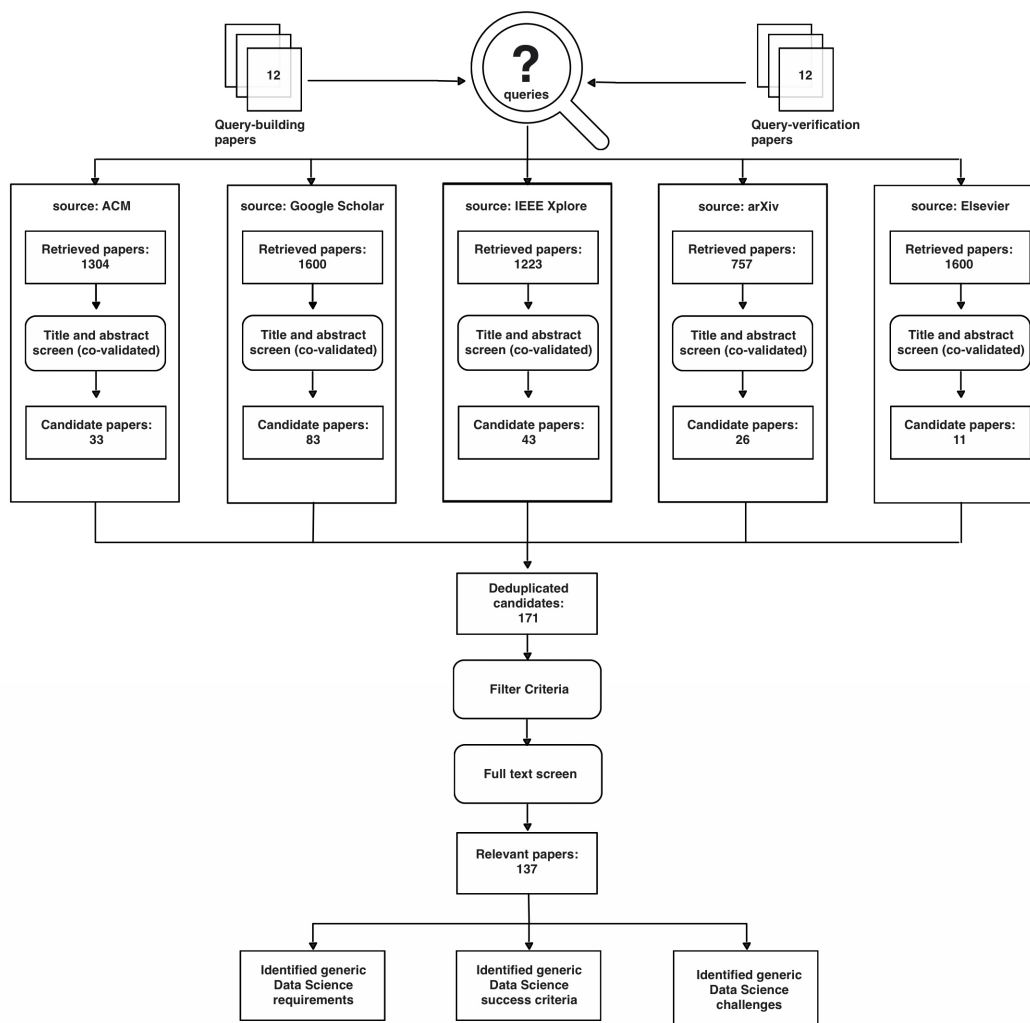 12
?
queries
12
Query-building
papers
Query-verification
papers
source: ACM
Retrieved papers:
1304
Title and abstract
screen (co-validated)
Candidate papers:
33
source: Google Scholar
Retrieved papers:
1600
Title and abstract
screen (co-validated)
Candidate papers:
83
source: IEEE Xplore
Retrieved papers:
1223
Title and abstract
screen (co-validated)
Candidate papers:
43
source: arXiv
Retrieved papers:
757
Title and abstract
screen (co-validated)
Candidate papers:
26
source: Elsevier
Retrieved papers:
1600
Title and abstract
screen (co-validated)
Candidate papers:
11
Deduplicated
candidates:
171
Filter Criteria
Full text screen
Relevant papers:
137
Identified generic
Data Science
requirements
Identified generic
Data Science
success criteria
Identified generic
Data Science
challenges